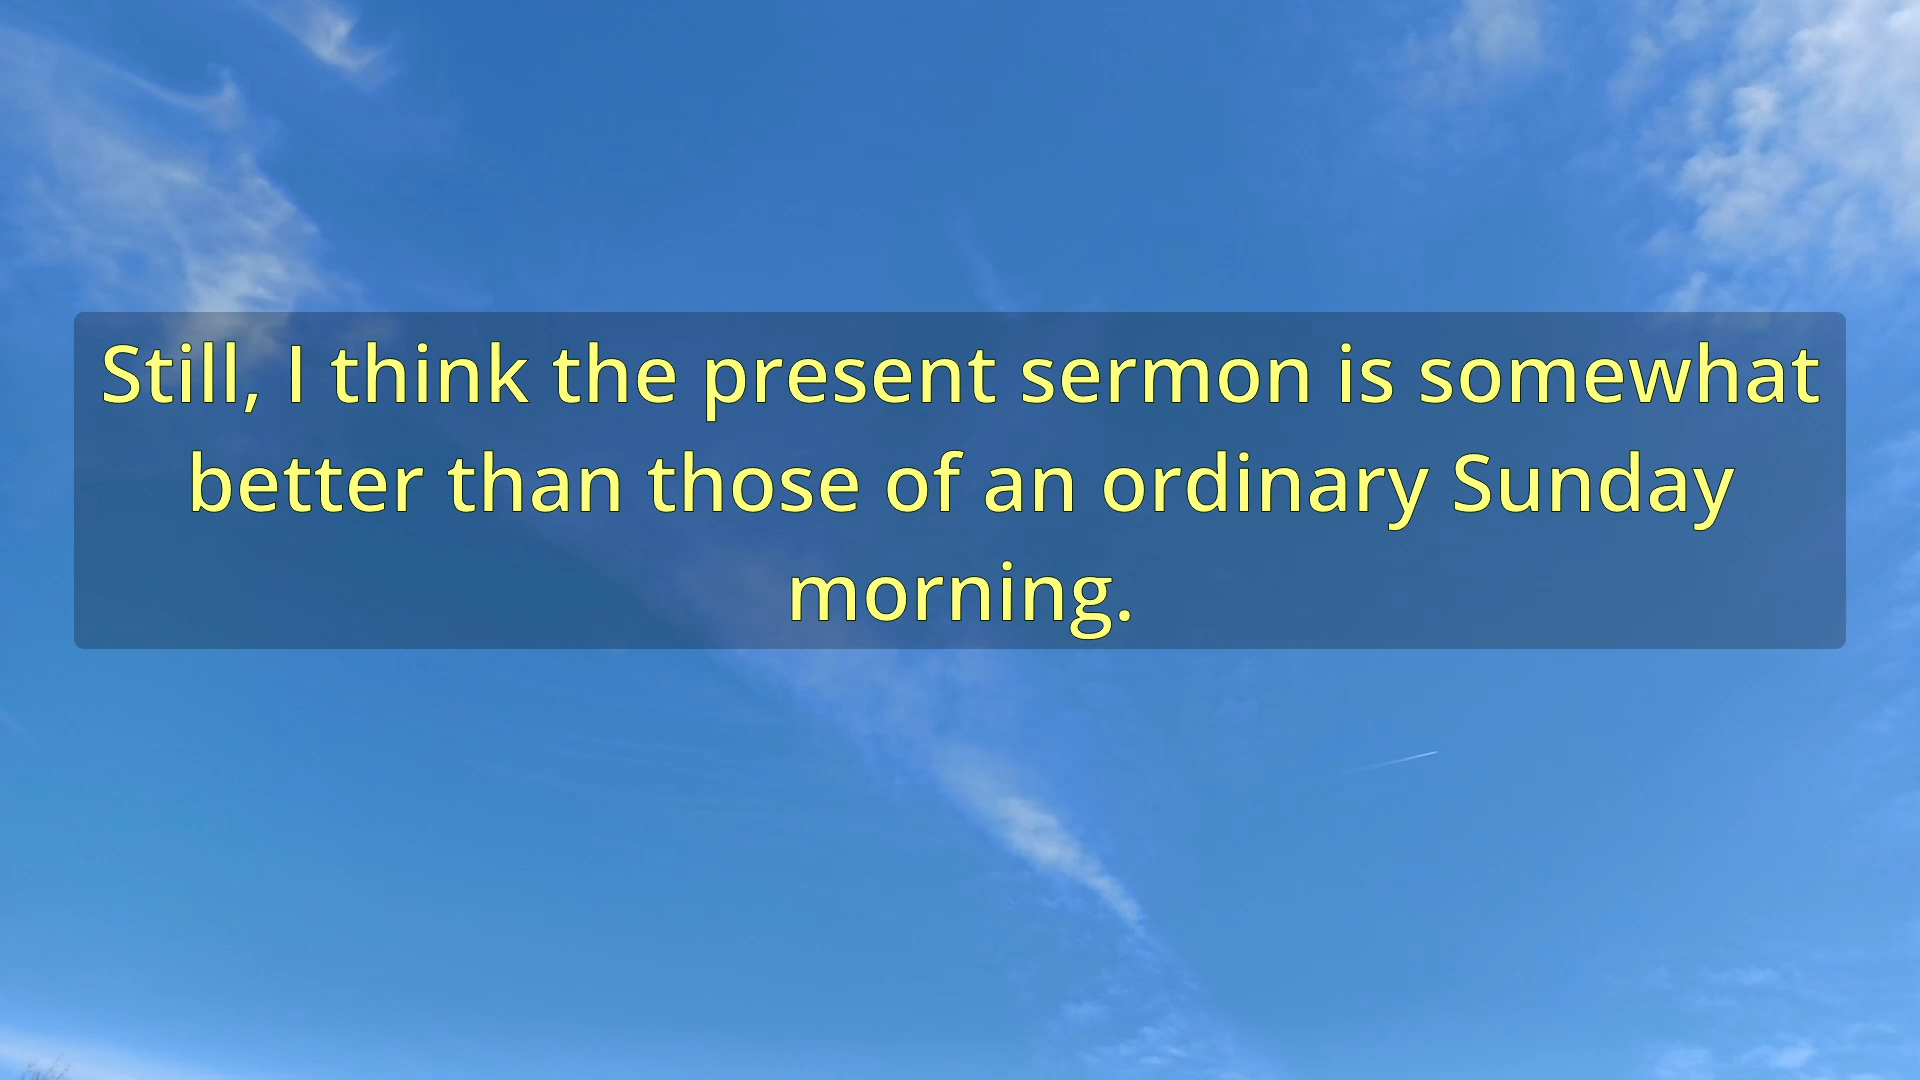 Still, I think the present sermon is somewhat
better than those of an ordinary Sunday
morning.